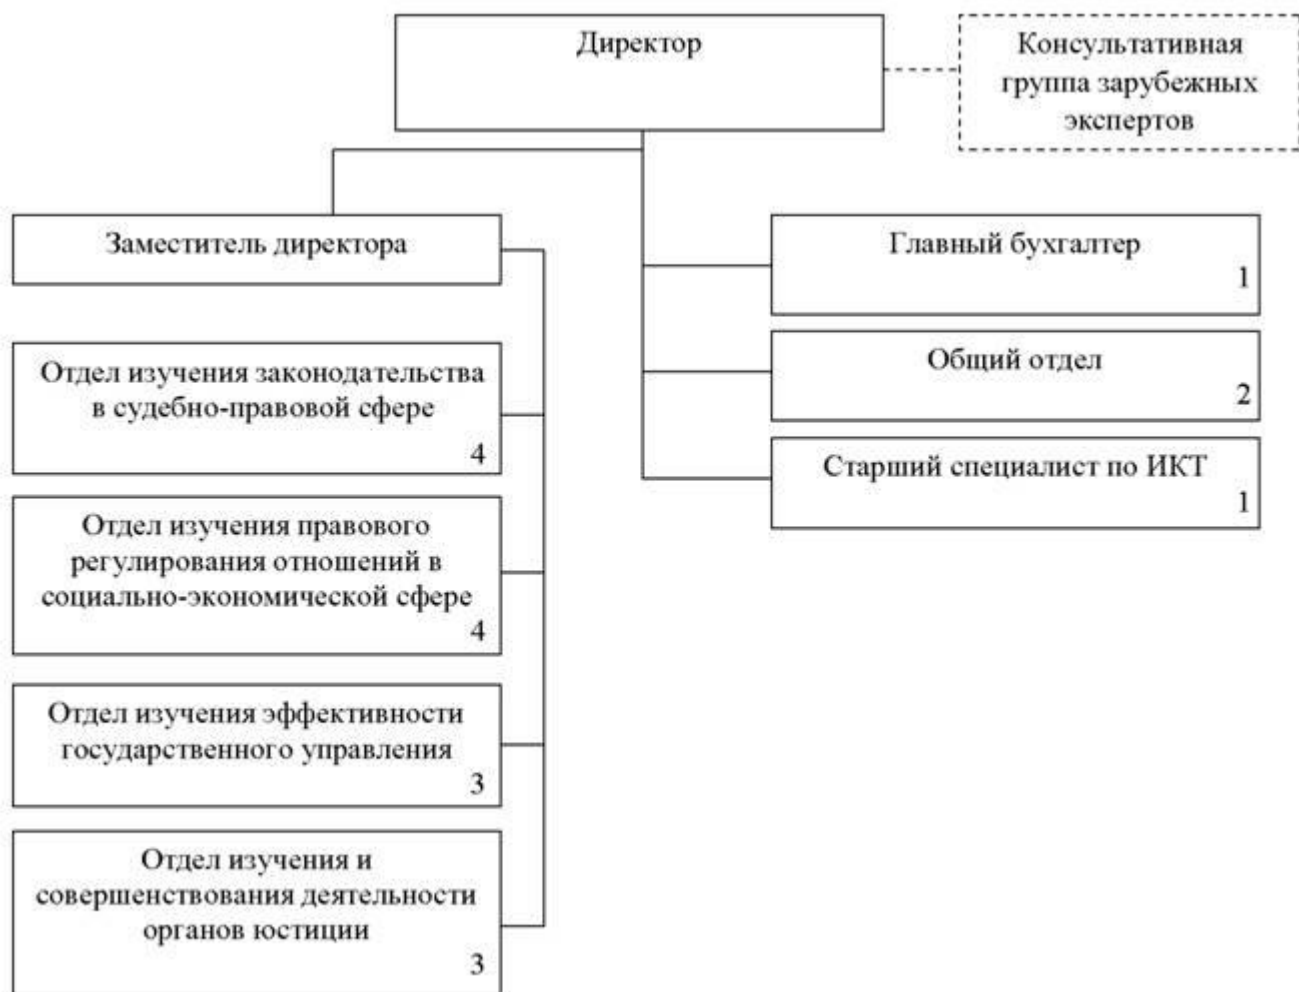 Директор
Консультативная
группа зарубежных
экспертов
Заместитель директора
Главный бухгалтер
1
Общий отдел
2
Старший специалист по ИКТ
1
Отдел изучения законодательства
в судебно-правовой сфере
4
Отдел изучения правового
регулирования отношений в
социально-экономической сфере
4
Отдел изучения эффективности
государственного управления
3
Отдел изучения и
совершенствования деятельности
органов юстиции
3